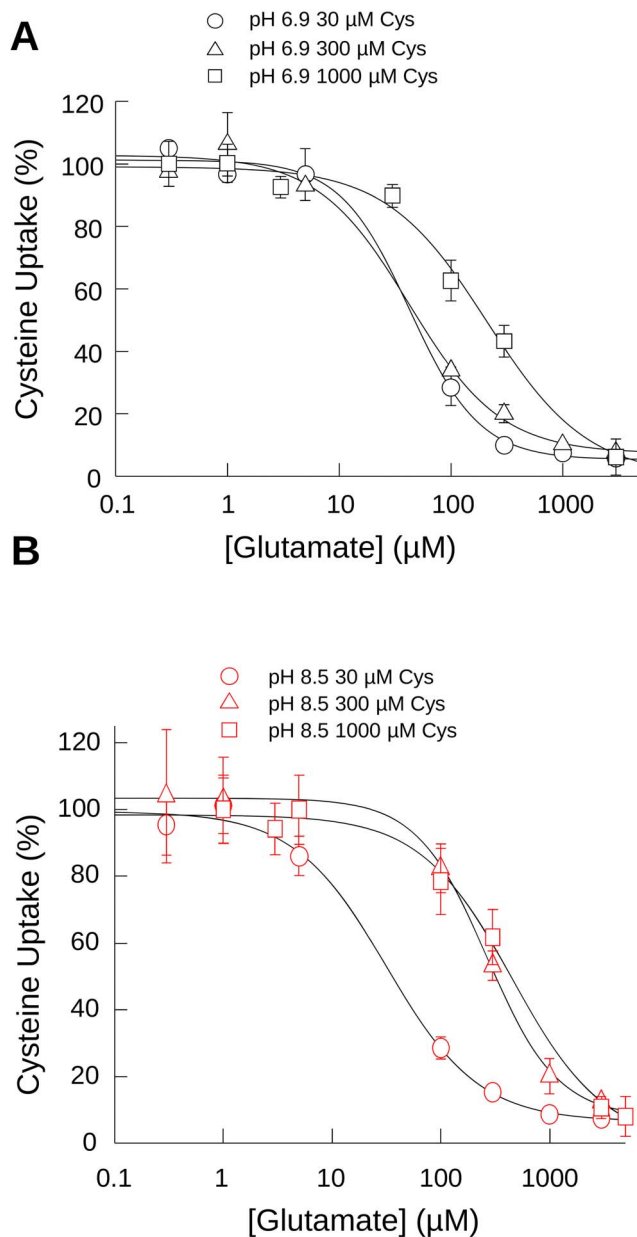 A
pH 6.9 30 µM Cys
pH 6.9 300 µM Cys
pH 6.9 1000 µM Cys
120
100
80
60
40
20
0
Cysteine Uptake (%)
0.1 1 10 100 1000
[Glutamate] (µM)
B
pH 8.5 30 µM Cys
pH 8.5 300 µM Cys
pH 8.5 1000 µM Cys
120
100
80
60
40
20
0
Cysteine Uptake (%)
0.1 1 10 100 1000
[Glutamate] (µM)